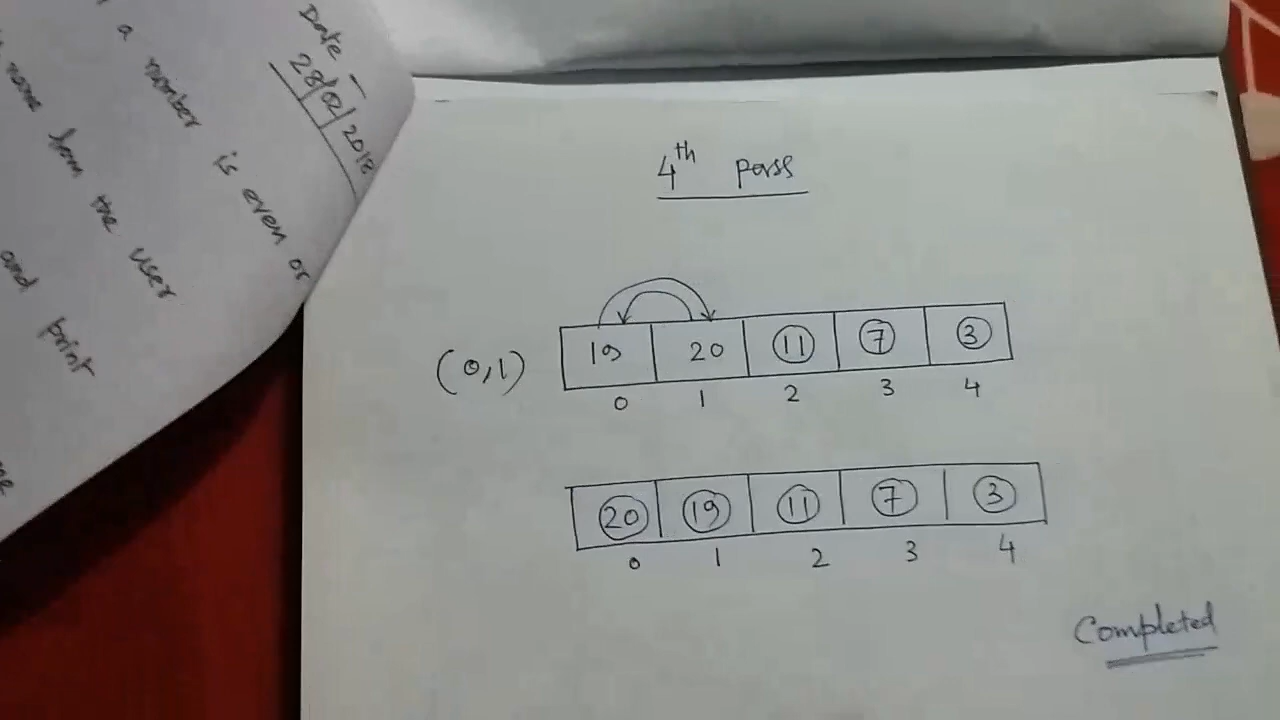 Date -
28/02/2018
a number is even or
name from the user
and print
4th pass
(0,1) 19 20 11 7 3
0 1 2 3 4
20 19 11 7 3
0 1 2 3 4
Completed